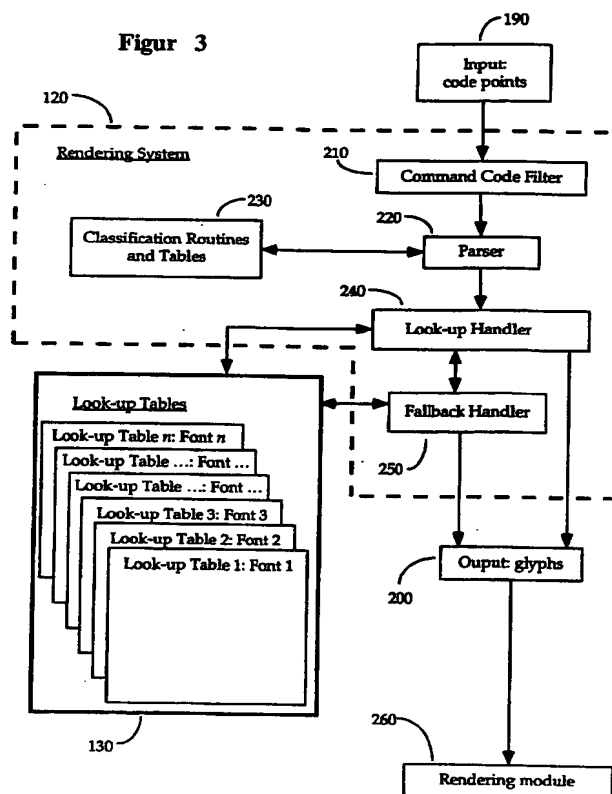 Figur 3
190
Input:
code points
120
Rendering System
210
Command Code Filter
230
Classification Routines
and Tables
220
Parser
240
Look-up Handler
Look-up Tables
Fallback Handler
250
Look-up Table n: Font n
Look-up Table ...: Font ...
Look-up Table ...: Font ...
Look-up Table 3: Font 3
Look-up Table 2: Font 2
Look-up Table 1: Font 1
200
Ouput: glyphs
130
260
Rendering module